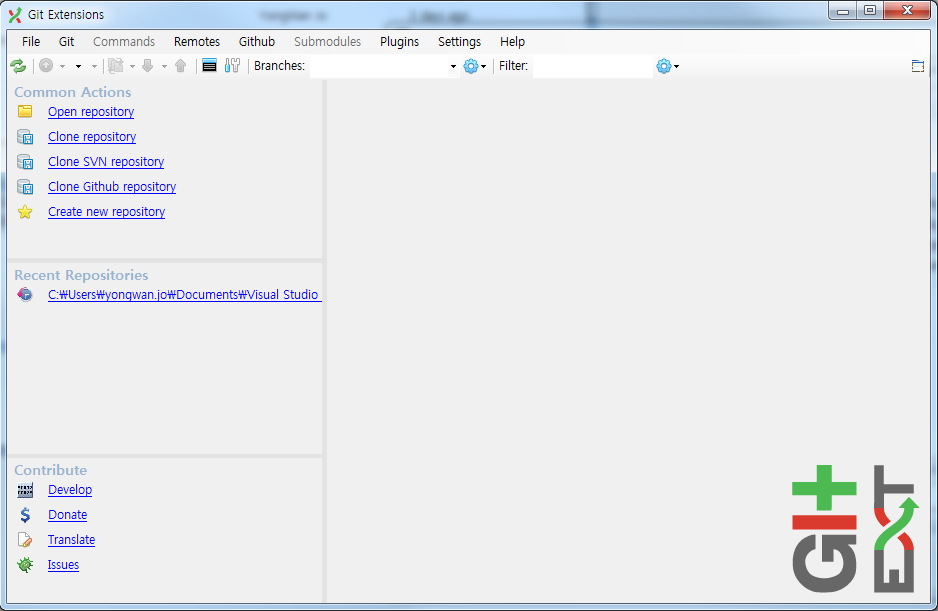 Git Extensions
File Git Commands Remotes Github Submodules Plugins Settings Help
Branches: Filter:
Common Actions
Open repository
Clone repository
Clone SVN repository
Clone Github repository
Create new repository
Recent Repositories
C:₩Users₩yongwan.jo₩Documents₩Visual Studio
Contribute
Develop
Donate
Translate
Issues
GIT
EXT